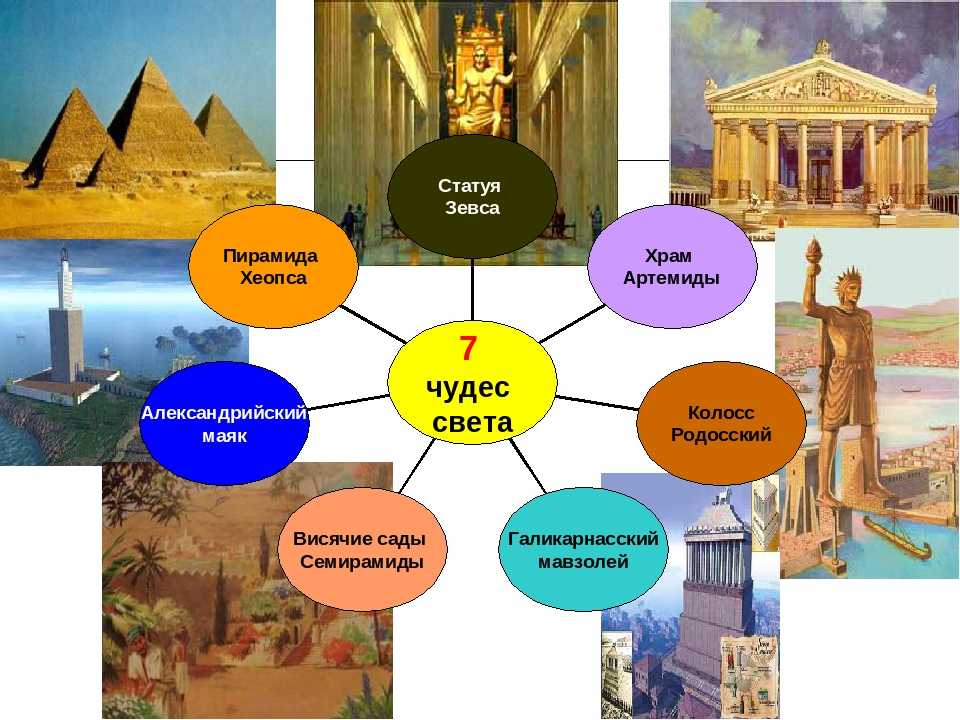 Статуя
Зевса
Пирамида
Хеопса
Храм
Артемиды
7
чудес
света
Александрийский
маяк
Колосс
Родосский
Висячие сады
Семирамиды
Галикарнасский
мавзолей